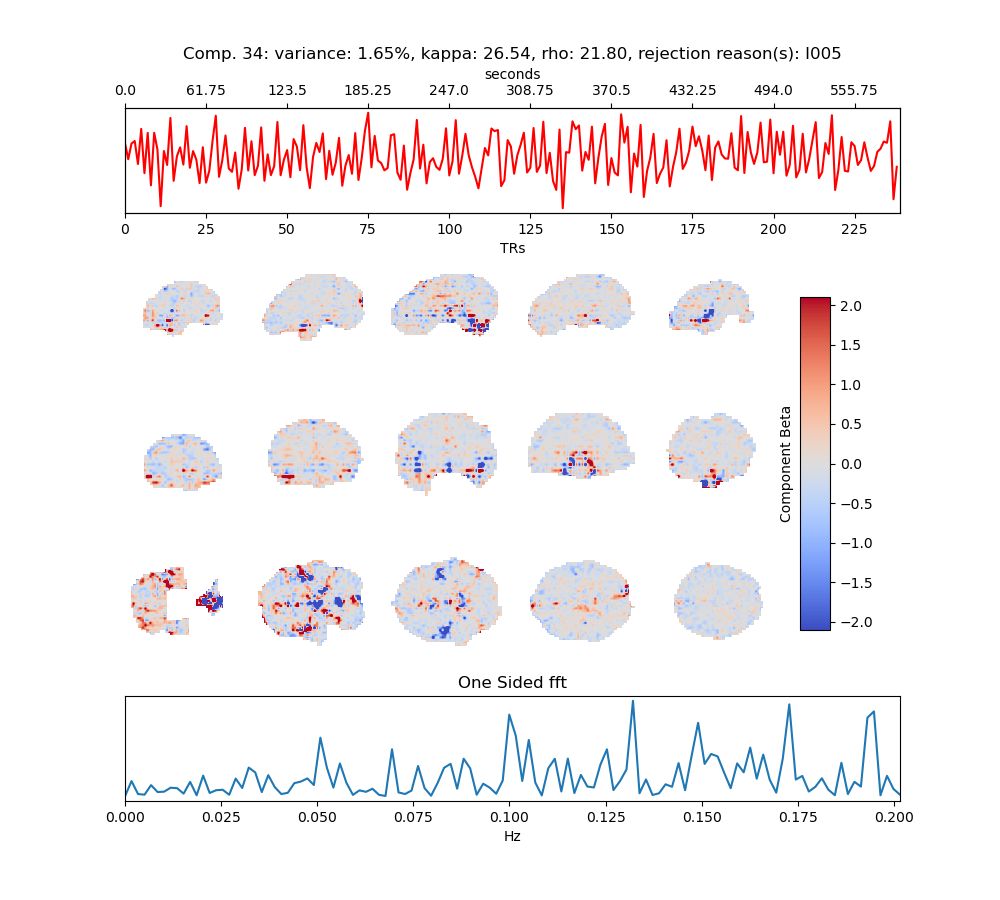 Comp. 34: variance: 1.65%, kappa: 26.54, rho: 21.80, rejection reason(s): I005
seconds
0.0 61.75 123.5 185.25 247.0 308.75 370.5 432.25 494.0 555.75
0 25 50 75 100 125 150 175 200 225
TRs
2.0
1.5
1.0
0.5
0.0
−0.5
−1.0
−1.5
−2.0
Component Beta
One Sided fft
0.000 0.025 0.050 0.075 0.100 0.125 0.150 0.175 0.200
Hz